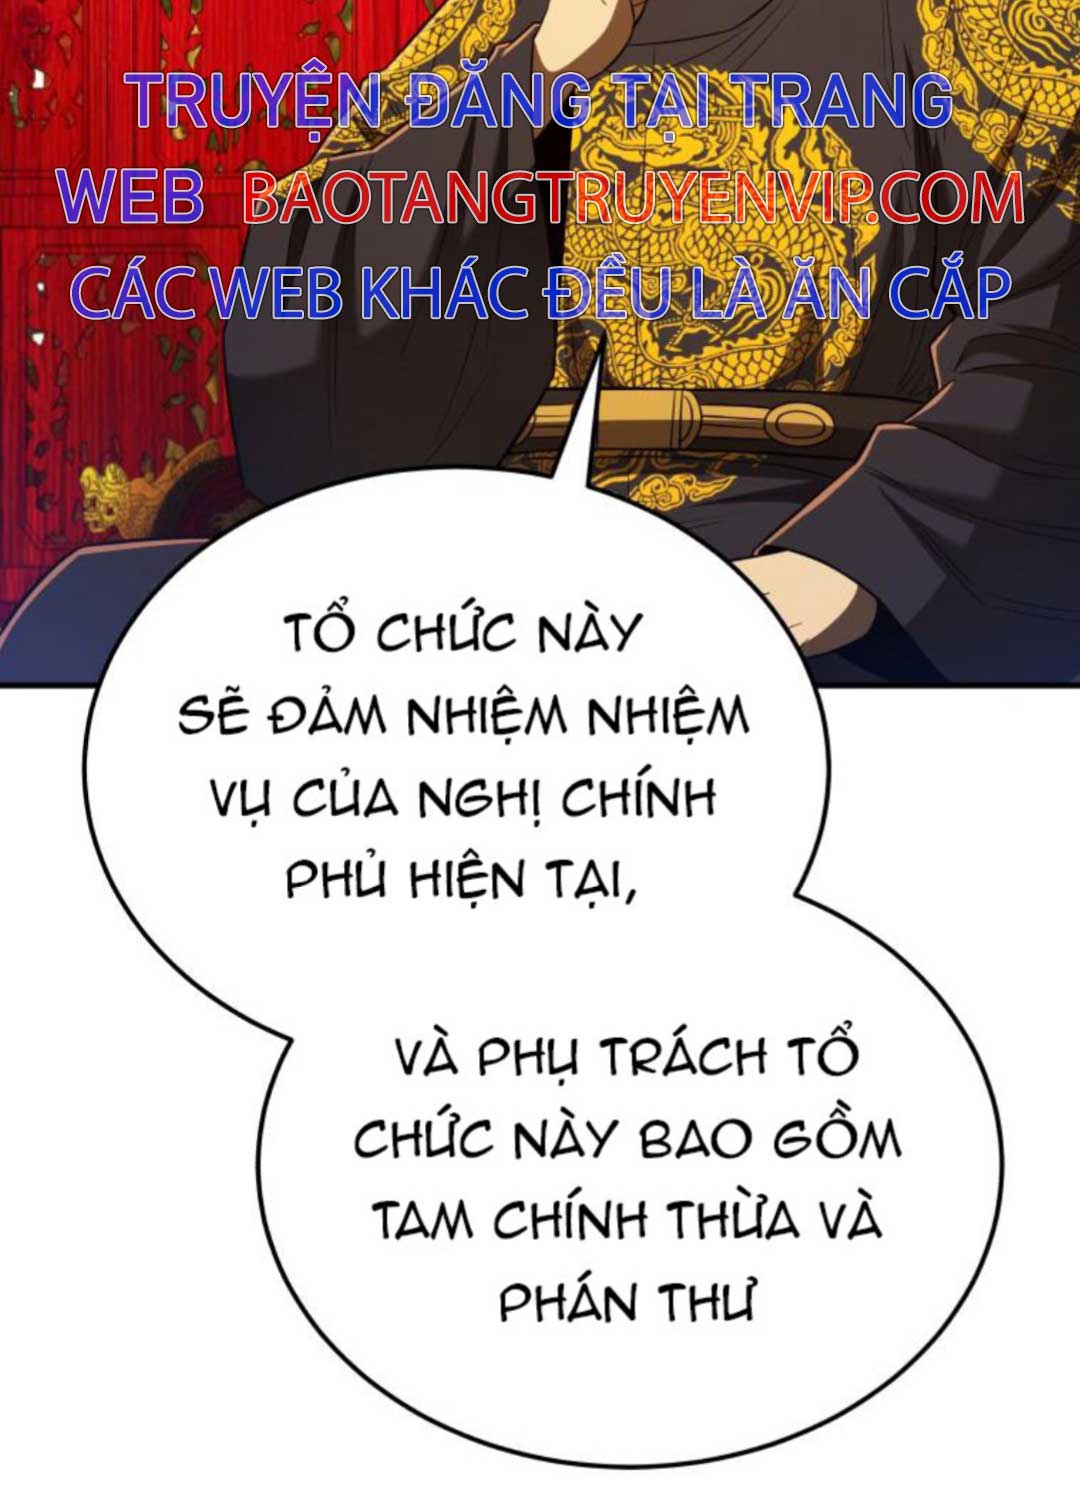 TRUYỆN ĐĂNG TẠI TRANG
WEB BAOTANGTRUYENVIP.COM
CÁC WEB KHÁC ĐỀU LÀ ĂN CẮP
TỔ CHỨC NÀY
SẼ ĐẢM NHIỆM NHIỆM
VỤ CỦA NGHỊ CHÍNH
PHỦ HIỆN TẠI,
VÀ PHỤ TRÁCH TỔ
CHỨC NÀY BAO GỒM
TAM CHÍNH THỪA VÀ
PHÁN THƯ